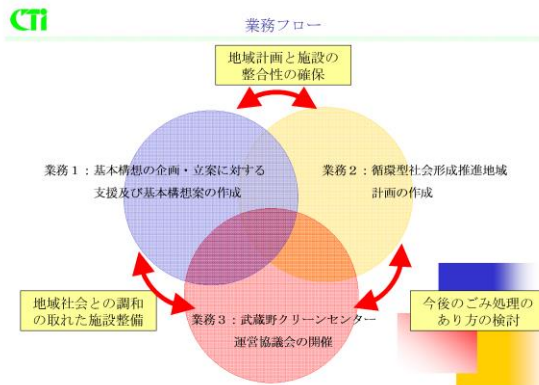 CTi
業務フロー
地域計画と施設の
整合性の確保
業務1：基本構想の企画・立案に対する
支援及び基本構想案の作成
業務2：循環型社会形成推進地域
計画の作成
地域社会との調和
の取れた施設整備
業務3：武蔵野クリーンセンター
運営協議会の開催
今後のごみ処理の
あり方の検討